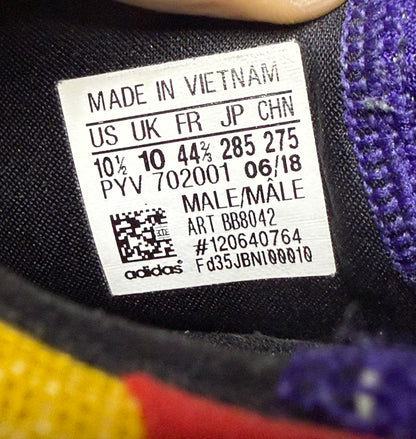 MADE IN VIETNAM
US UK FR JP CHN
10½ 10 44⅔ 285 275
PYV 702001 06/18
MALE/MÂLE
ART BB8042
#120640764
adidas Fd35JBN100010